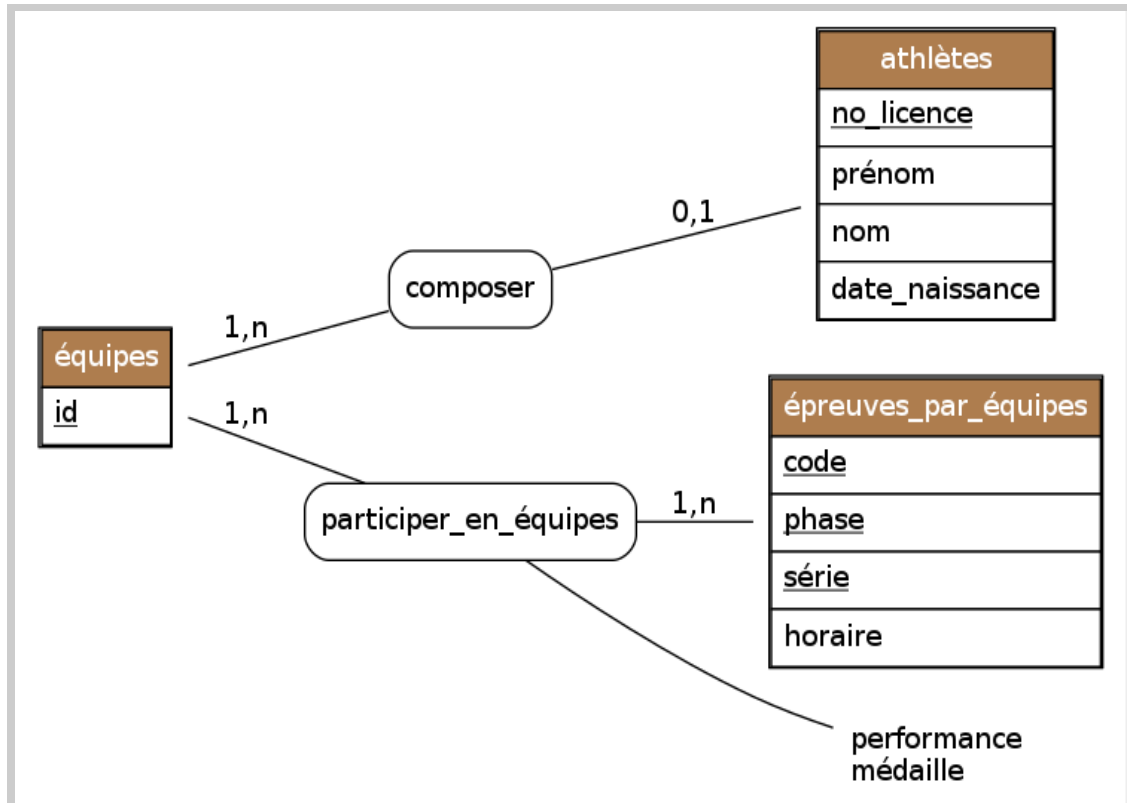 athlètes
no_licence
prénom
nom
date_naissance
0,1
composer
1,n
équipes
id
1,n
participer_en_équipes
1,n
épreuves_par_équipes
code
phase
série
horaire
performance
médaille